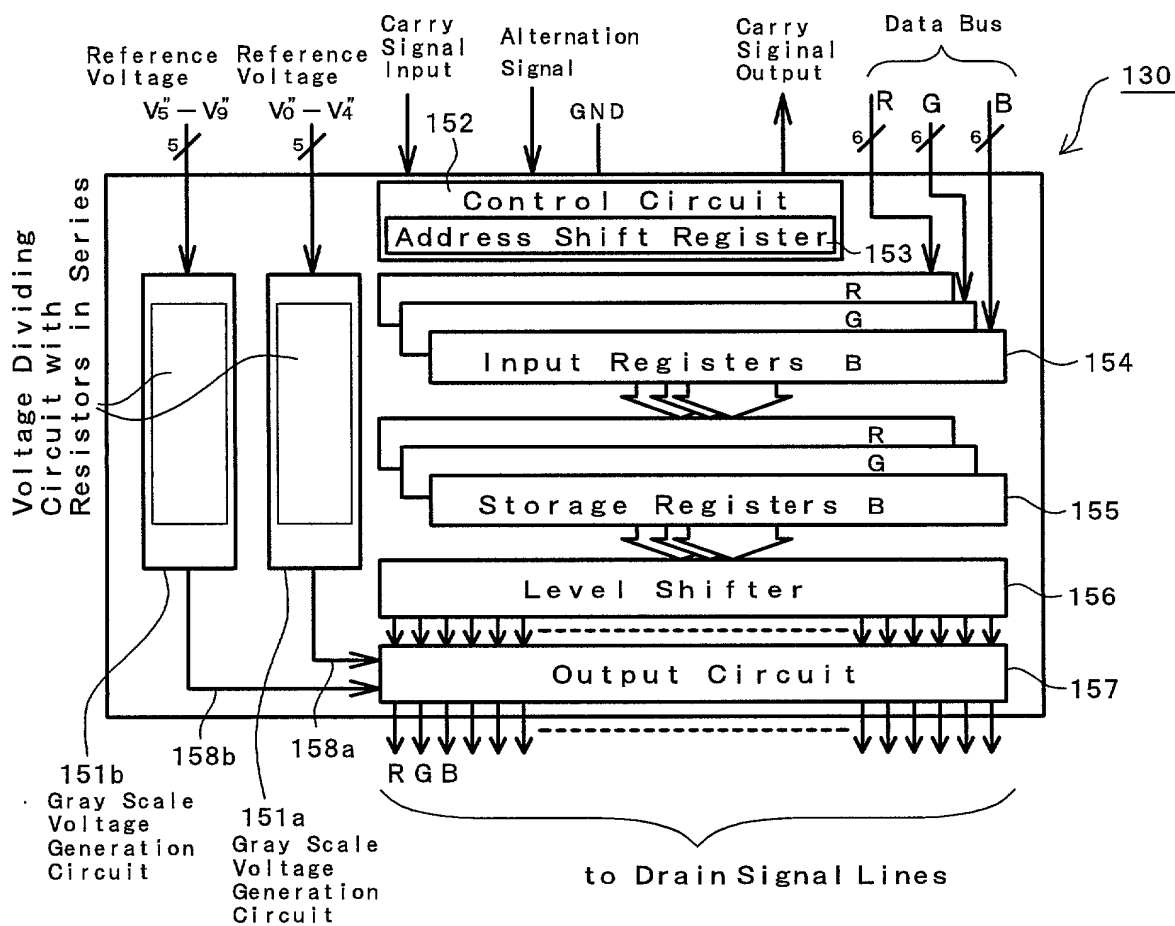 Reference
Voltage
V5" − V9"
5
Reference
Voltage
V0" − V4"
5
Carry
Signal
Input
Alternation
Signal
GND
Carry
Siginal
Output
Data Bus
R
G
B
6
6
6
130
152
Control Circuit
Address Shift Register
153
Voltage Dividing
Circuit with
Resistors in Series
R
G
Input Registers B
154
R
G
Storage Registers B
155
Level Shifter
156
Output Circuit
157
158b
158a
R G B
151b
Gray Scale
Voltage
Generation
Circuit
151a
Gray Scale
Voltage
Generation
Circuit
to Drain Signal Lines